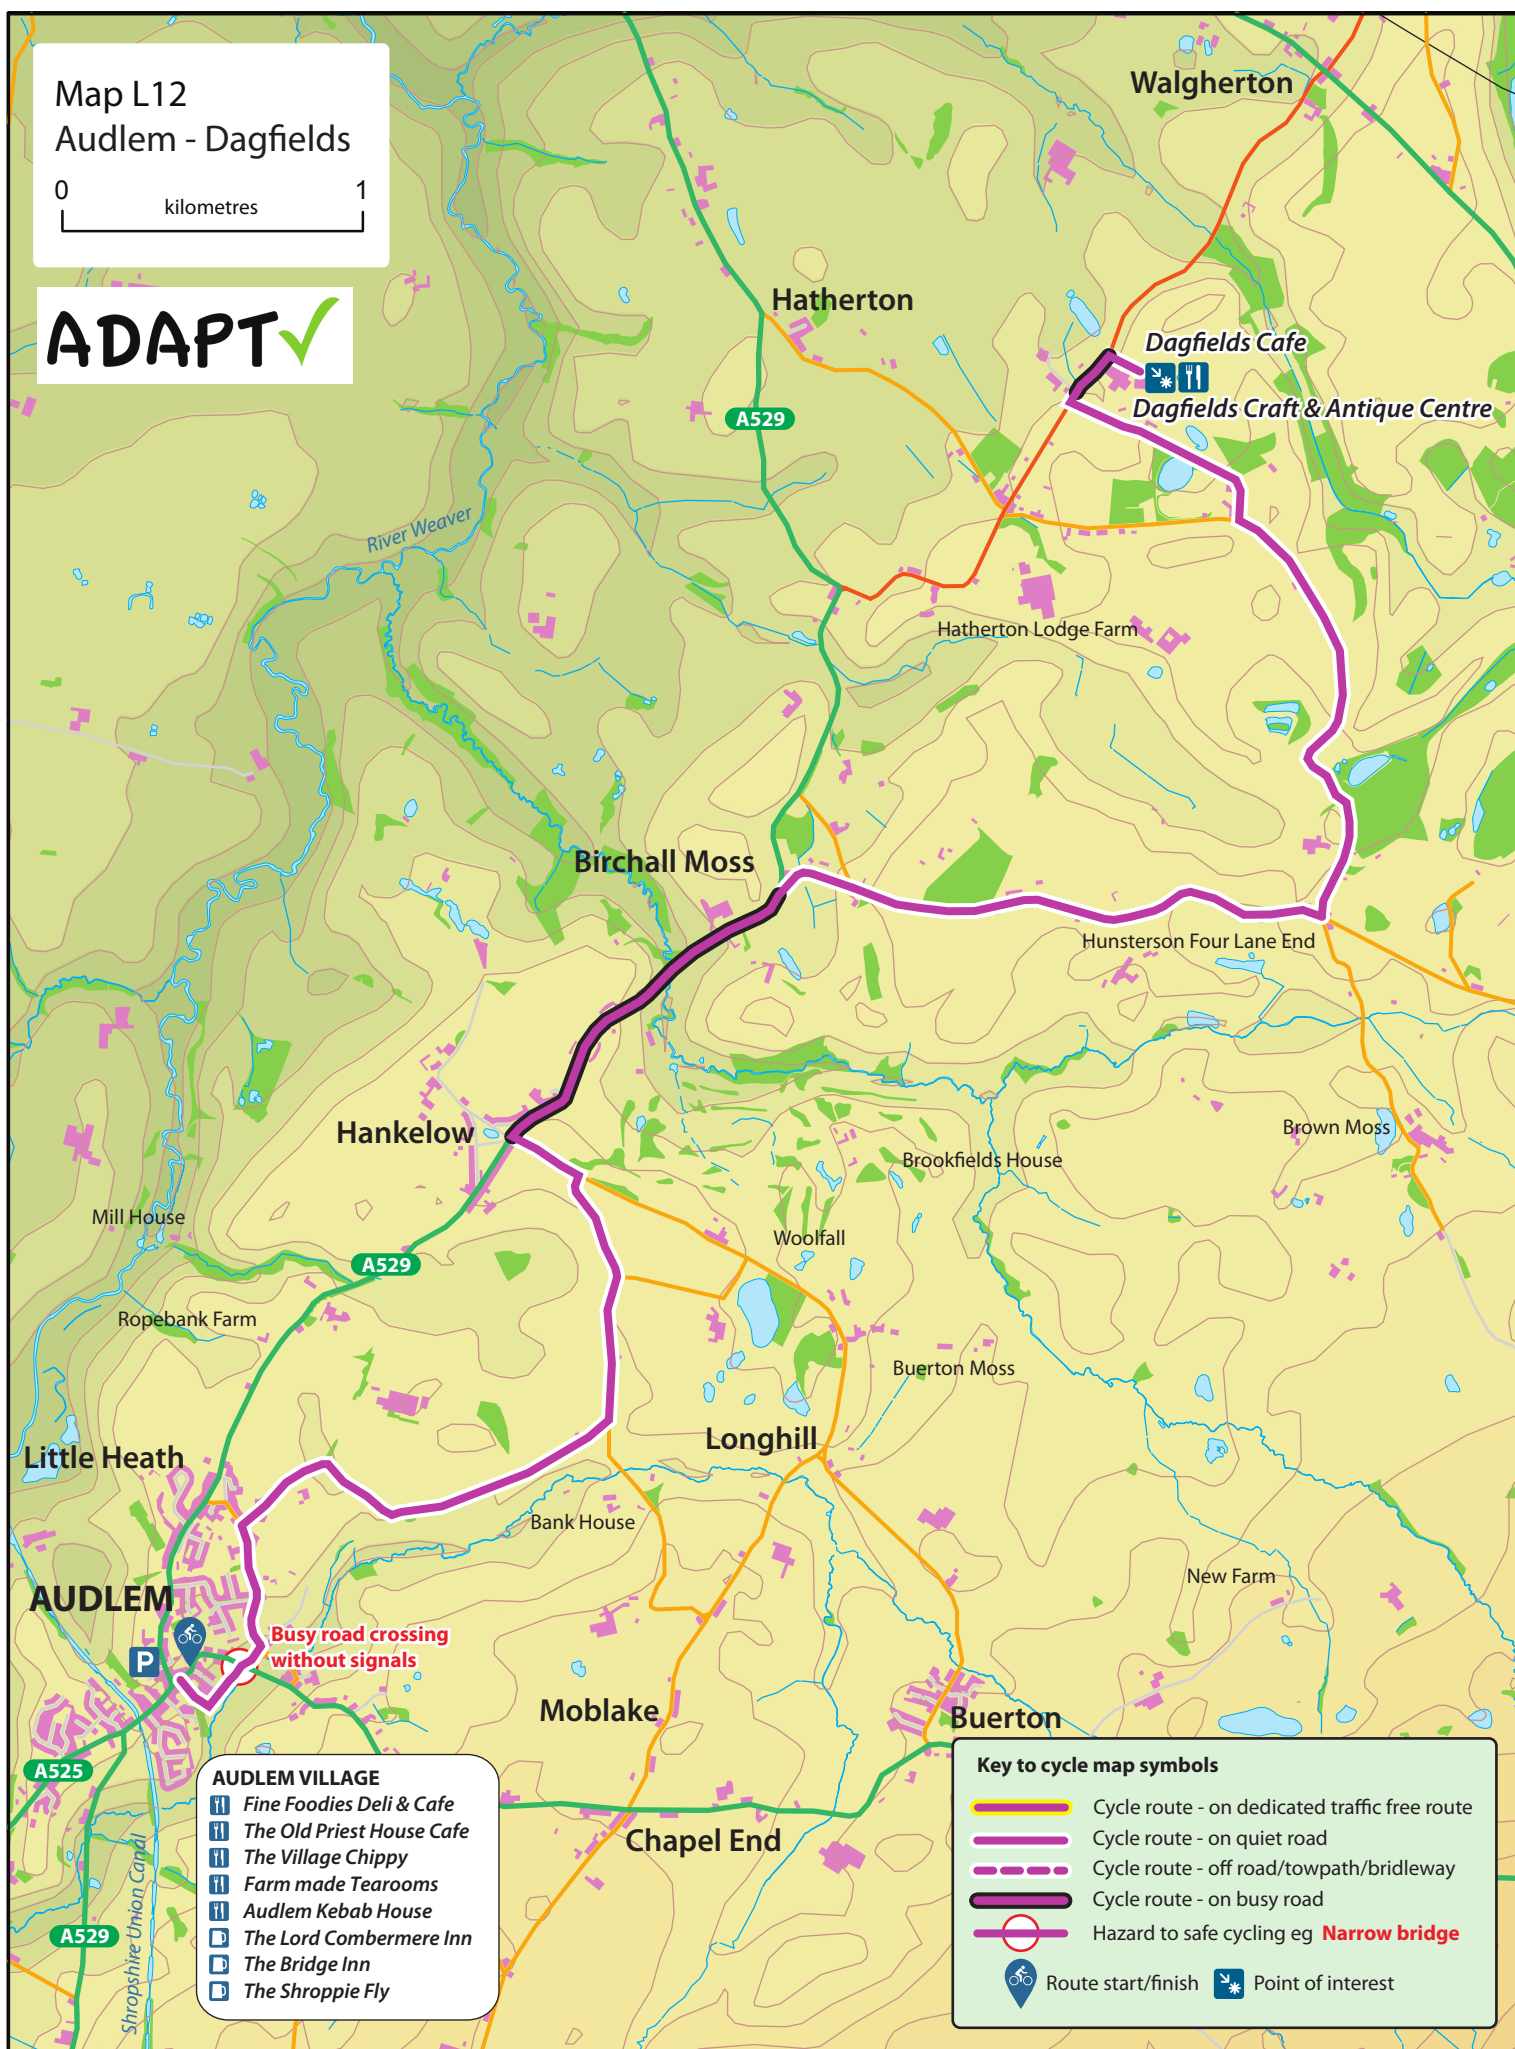 Map L12
Audlem - Dagfields
0 1
kilometres
ADAPT
Walgherton
Hatherton
Dagfields Cafe
Dagfields Craft & Antique Centre
A529
River Weaver
Hatherton Lodge Farm
Birchall Moss
Hunsterson Four Lane End
Hankelow
Brown Moss
Brookfields House
Mill House
Woolfall
A529
Ropebank Farm
Buerton Moss
Little Heath
Longhill
Bank House
New Farm
AUDLEM
Busy road crossing
without signals
P
Moblake
Buerton
A525
Chapel End
A529
Shropshire Union Canal
AUDLEM VILLAGE
Fine Foodies Deli & Cafe
The Old Priest House Cafe
The Village Chippy
Farm made Tearooms
Audlem Kebab House
The Lord Combermere Inn
The Bridge Inn
The Shroppie Fly
Key to cycle map symbols
Cycle route - on dedicated traffic free route
Cycle route - on quiet road
Cycle route - off road/towpath/bridleway
Cycle route - on busy road
Hazard to safe cycling eg Narrow bridge
Route start/finish Point of interest